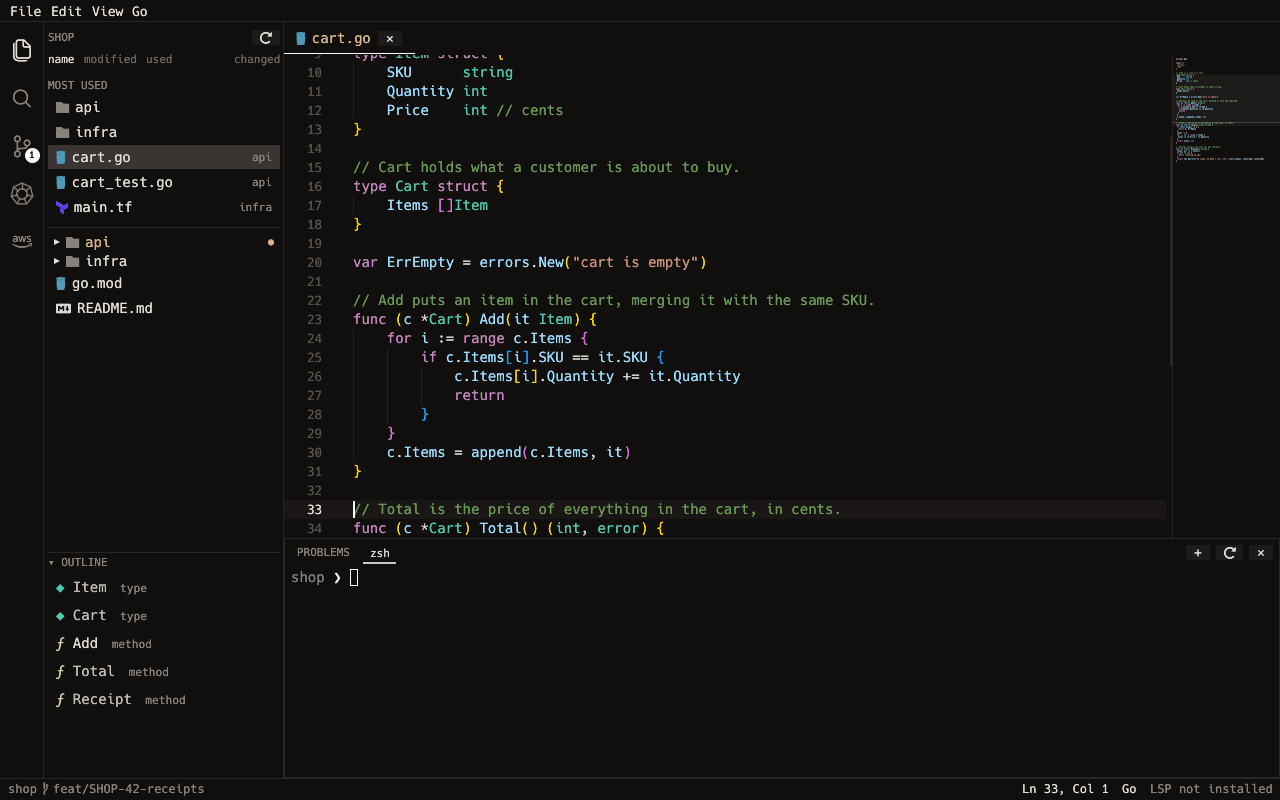 File Edit View Go
SHOP
name modified used changed
MOST USED
api
infra
cart.go api
cart_test.go api
main.tf infra
api
infra
go.mod
README.md
OUTLINE
Item type
Cart type
Add method
Total method
Receipt method
1
aws
cart.go ×
9 type Item struct {
10 SKU string
11 Quantity int
12 Price int // cents
13 }
14
15 // Cart holds what a customer is about to buy.
16 type Cart struct {
17 Items []Item
18 }
19
20 var ErrEmpty = errors.New("cart is empty")
21
22 // Add puts an item in the cart, merging it with the same SKU.
23 func (c *Cart) Add(it Item) {
24 for i := range c.Items {
25 if c.Items[i].SKU == it.SKU {
26 c.Items[i].Quantity += it.Quantity
27 return
28 }
29 }
30 c.Items = append(c.Items, it)
31 }
32
33 // Total is the price of everything in the cart, in cents.
34 func (c *Cart) Total() (int, error) {
PROBLEMS zsh + ×
shop ❯
shop feat/SHOP-42-receipts
Ln 33, Col 1 Go LSP not installed